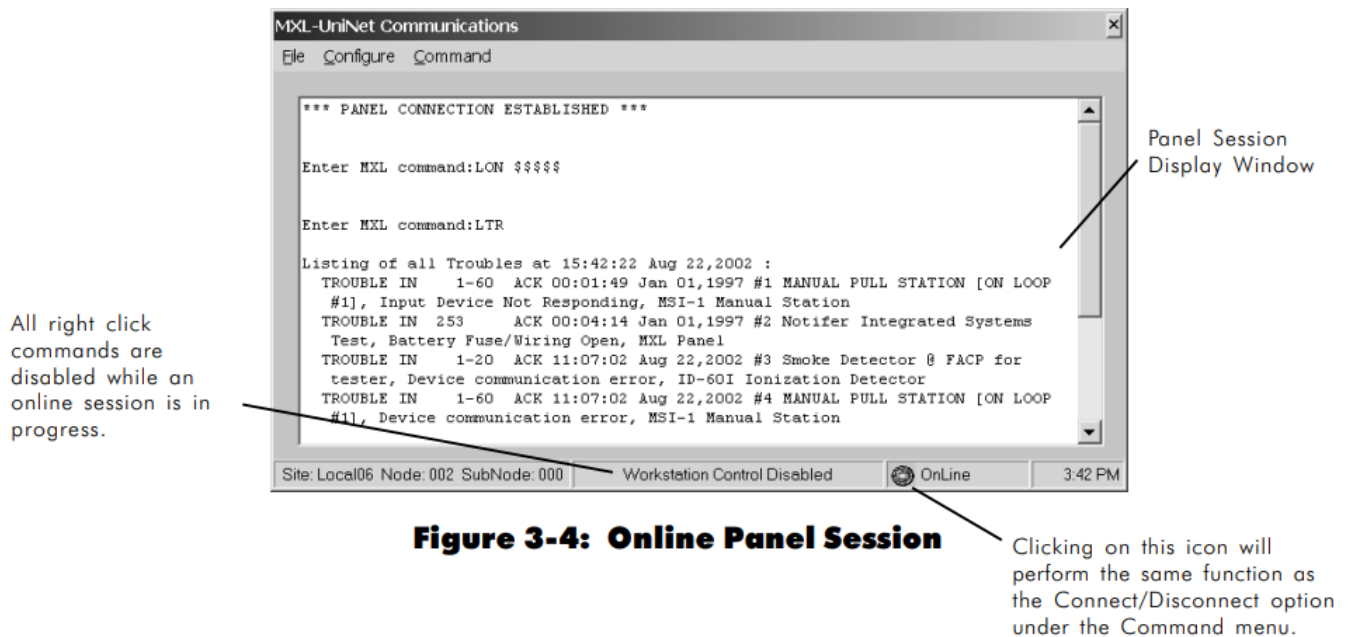 MXL-UniNet Communications
File Configure Command
*** PANEL CONNECTION ESTABLISHED ***
Enter MXL command:LON $$$$$
Enter MXL command:LTR
Listing of all Troubles at 15:42:22 Aug 22,2002 :
TROUBLE IN 1-60 ACK 00:01:49 Jan 01,1997 #1 MANUAL PULL STATION [ON LOOP
#1], Input Device Not Responding, MSI-1 Manual Station
TROUBLE IN 253 ACK 00:04:14 Jan 01,1997 #2 Notifer Integrated Systems
Test, Battery Fuse/Wiring Open, MXL Panel
TROUBLE IN 1-20 ACK 11:07:02 Aug 22,2002 #3 Smoke Detector @ FACP for
tester, Device communication error, ID-60I Ionization Detector
TROUBLE IN 1-60 ACK 11:07:02 Aug 22,2002 #4 MANUAL PULL STATION [ON LOOP
#1], Device communication error, MSI-1 Manual Station
Site: Local06 Node: 002 SubNode: 000
Workstation Control Disabled
OnLine
3:42 PM
Panel Session
Display Window
All right click
commands are
disabled while an
online session is in
progress.
Figure 3-4: Online Panel Session
Clicking on this icon will
perform the same function as
the Connect/Disconnect option
under the Command menu.